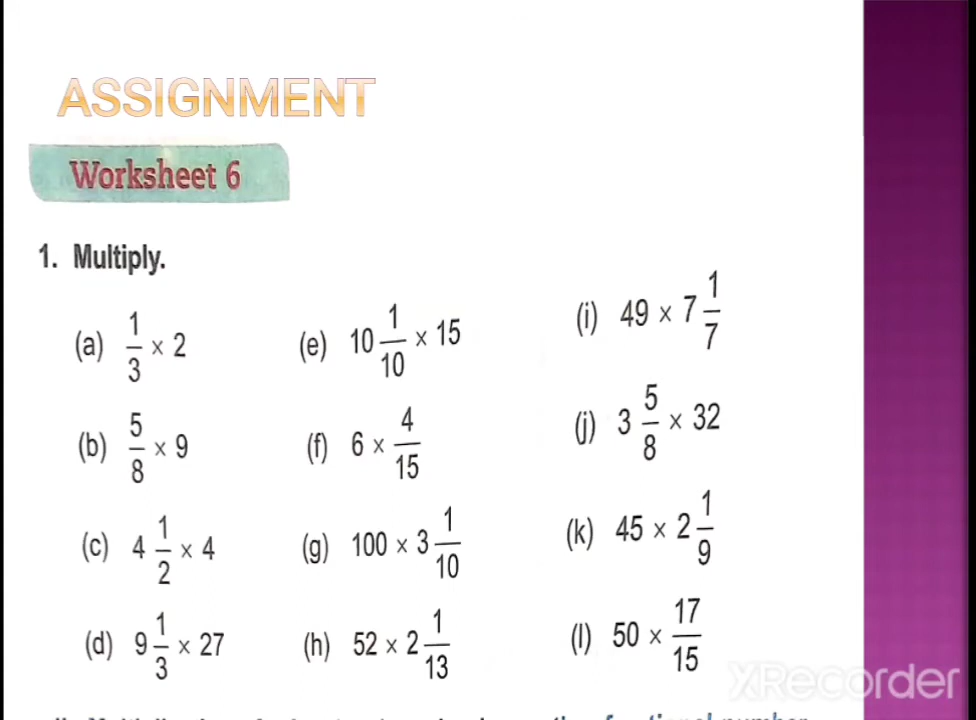 ASSIGNMENT
Worksheet 6
1. Multiply.
(a) 1/3 × 2
(b) 5/8 × 9
(c) 4 1/2 × 4
(d) 9 1/3 × 27
(e) 10 1/10 × 15
(f) 6 × 4/15
(g) 100 × 3 1/10
(h) 52 × 2 1/13
(i) 49 × 7 1/7
(j) 3 5/8 × 32
(k) 45 × 2 1/9
(l) 50 × 17/15
XRecorder